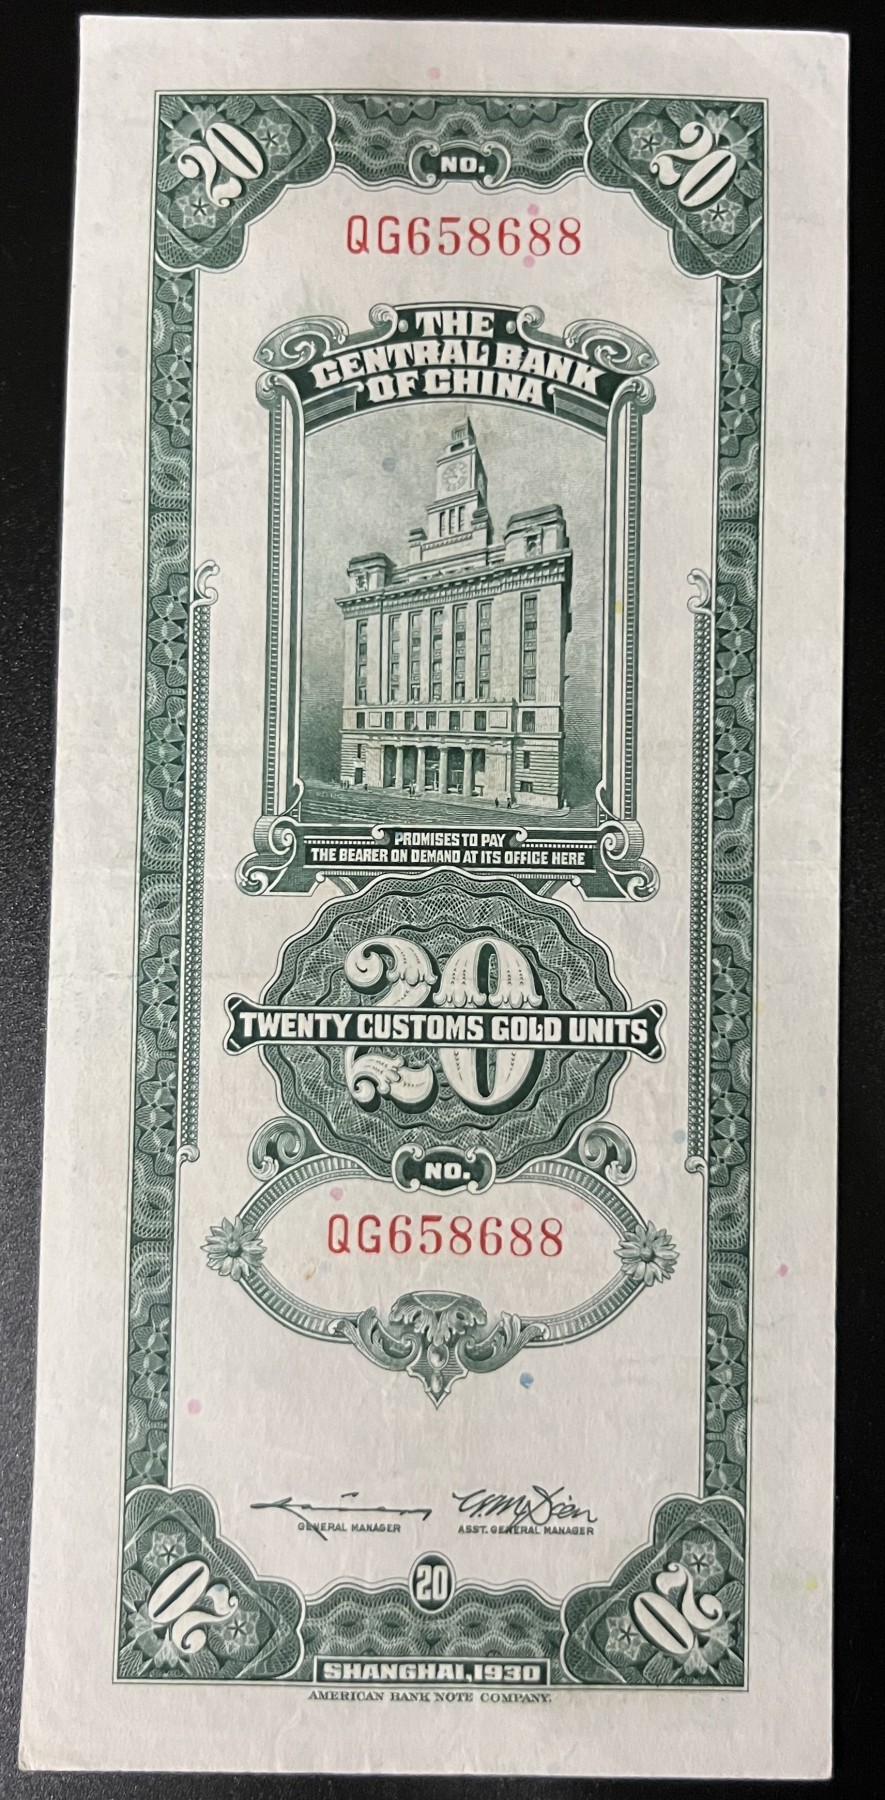 20 NO. 20
QG658688
THE
CENTRAL BANK
OF CHINA
PROMISES TO PAY
THE BEARER ON DEMAND AT ITS OFFICE HERE
20
TWENTY CUSTOMS GOLD UNITS
NO.
QG658688
GENERAL MANAGER ASST. GENERAL MANAGER
20
20 20
SHANGHAI, 1930
AMERICAN BANK NOTE COMPANY.